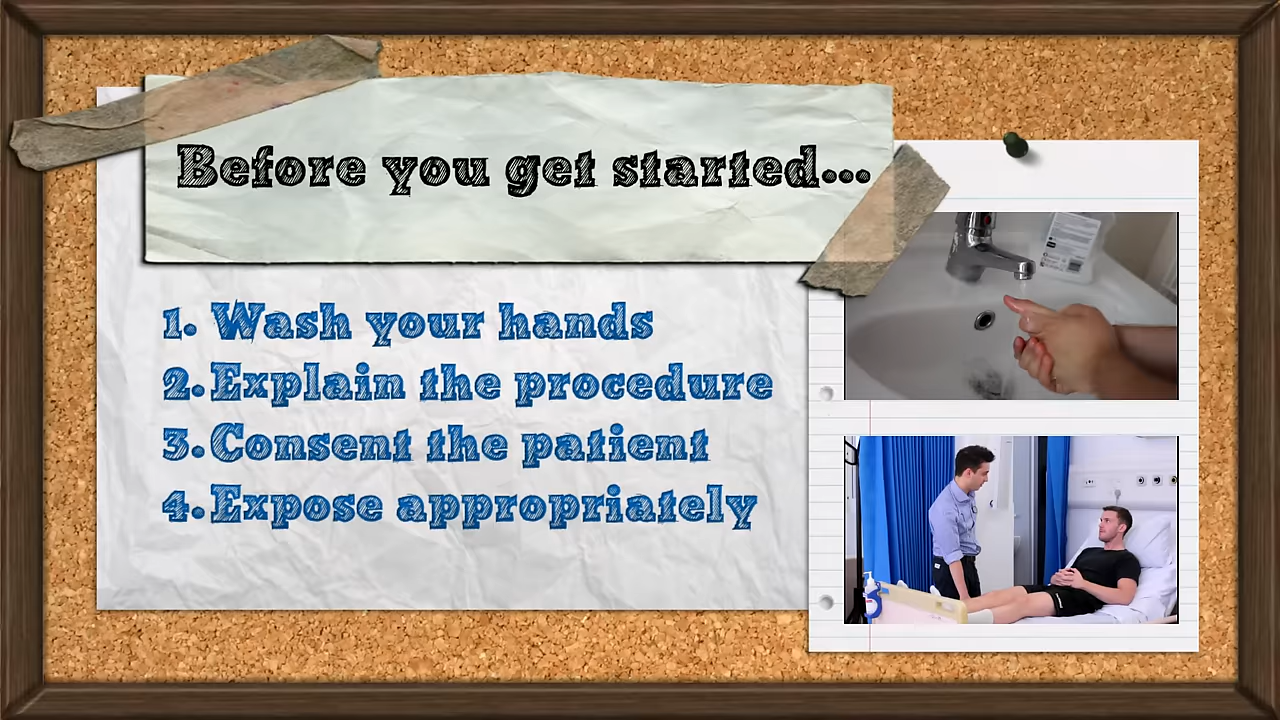 Before you get started...
1. Wash your hands
2. Explain the procedure
3. Consent the patient
4. Expose appropriately